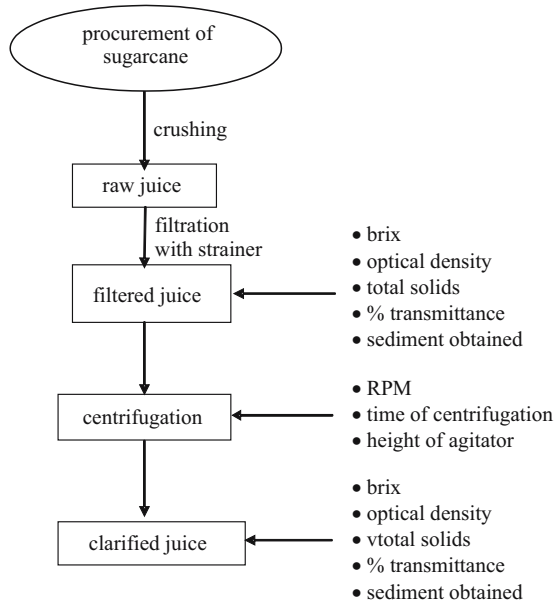 procurement of
sugarcane
crushing
raw juice
filtration
with strainer
filtered juice
• brix
• optical density
• total solids
• % transmittance
• sediment obtained
centrifugation
• RPM
• time of centrifugation
• height of agitator
clarified juice
• brix
• optical density
• vtotal solids
• % transmittance
• sediment obtained